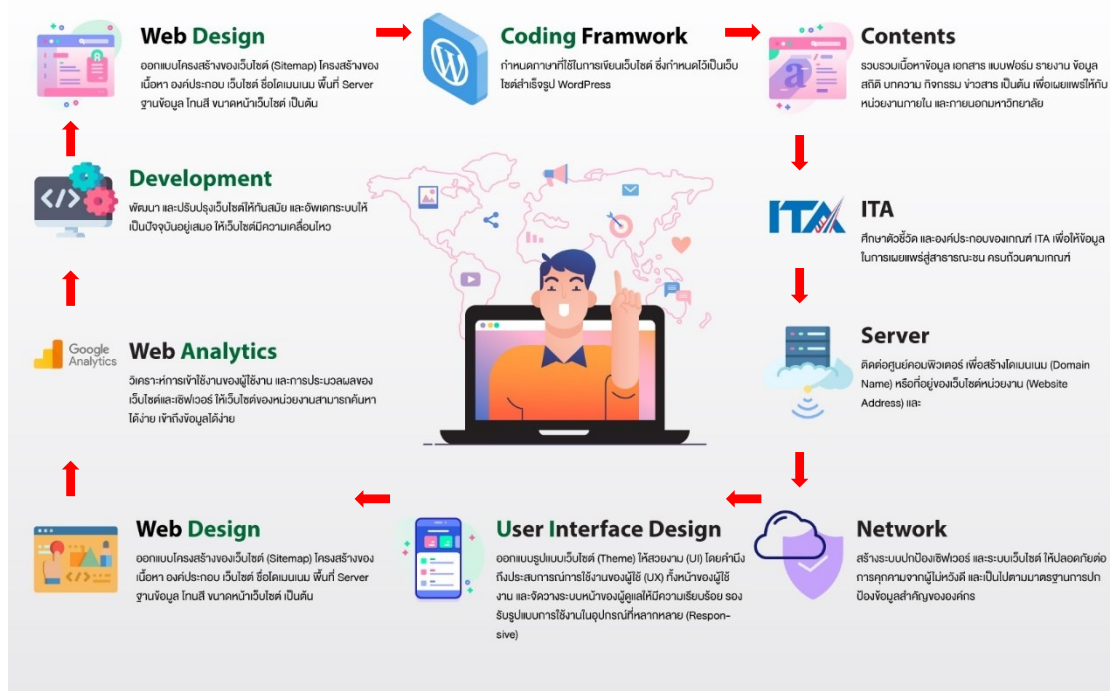 Web Design
ออกแบบโครงสร้างของเว็บไซต์ (Sitemap) โครงสร้างของ
เนื้อหา องค์ประกอบ เว็บไซต์ ชื่อโดเมนเนม พื้นที่ Server
ฐานข้อมูล โทนสี ขนาดหน้าเว็บไซต์ เป็นต้น
Coding Framwork
กำหนดภาษาที่ใช้ในการเขียนเว็บไซต์ ซึ่งกำหนดไว้เป็นเว็บ
ไซต์สำเร็จรูป WordPress
Contents
รวบรวมเนื้อหาข้อมูล เอกสาร แบบฟอร์ม รายงาน ข้อมูล
สถิติ บทความ กิจกรรม ข่าวสาร เป็นต้น เพื่อเผยแพร่ให้กับ
หน่วยงานภายใน และภายนอกมหาวิทยาลัย
ITA
ITA
ศึกษาตัวชี้วัด และองค์ประกอบของเกณฑ์ ITA เพื่อให้ข้อมูล
ในการเผยแพร่สู่สาธารณะชน ครบถ้วนตามเกณฑ์
Server
ติดต่อศูนย์คอมพิวเตอร์ เพื่อสร้างโดเมนเนม (Domain
Name) หรือที่อยู่ของเว็บไซต์หน่วยงาน (Website
Address) และ
Network
สร้างระบบปกป้องเซิฟเวอร์ และระบบเว็บไซต์ ให้ปลอดภัยต่อ
การคุกคามจากผู้ไม่หวังดี และเป็นไปตามมาตรฐานการปก
ป้องข้อมูลสำคัญขององค์กร
User Interface Design
ออกแบบรูปแบบเว็บไซต์ (Theme) ให้สวยงาม (UI) โดยคำนึง
ถึงประสบการณ์การใช้งานของผู้ใช้ (UX) ทั้งหน้าของผู้ใช้
งาน และจัดวางระบบหน้าของผู้ดูแลให้มีความเรียบร้อย รอง
รับรูปแบบการใช้งานในอุปกรณ์ที่หลากหลาย (Respon-
sive)
Web Design
ออกแบบโครงสร้างของเว็บไซต์ (Sitemap) โครงสร้างของ
เนื้อหา องค์ประกอบ เว็บไซต์ ชื่อโดเมนเนม พื้นที่ Server
ฐานข้อมูล โทนสี ขนาดหน้าเว็บไซต์ เป็นต้น
Google
Analytics
Web Analytics
วิเคราะห์การเข้าใช้งานของผู้ใช้งาน และการประมวลผลของ
เว็บไซต์และเซิฟเวอร์ ให้เว็บไซต์ของหน่วยงานสามารถค้นหา
ได้ง่าย เข้าถึงข้อมูลได้ง่าย
Development
พัฒนา และปรับปรุงเว็บไซต์ให้ทันสมัย และอัพเดทระบบให้
เป็นปัจจุบันอยู่เสมอ ให้เว็บไซต์มีความเคลื่อนไหว